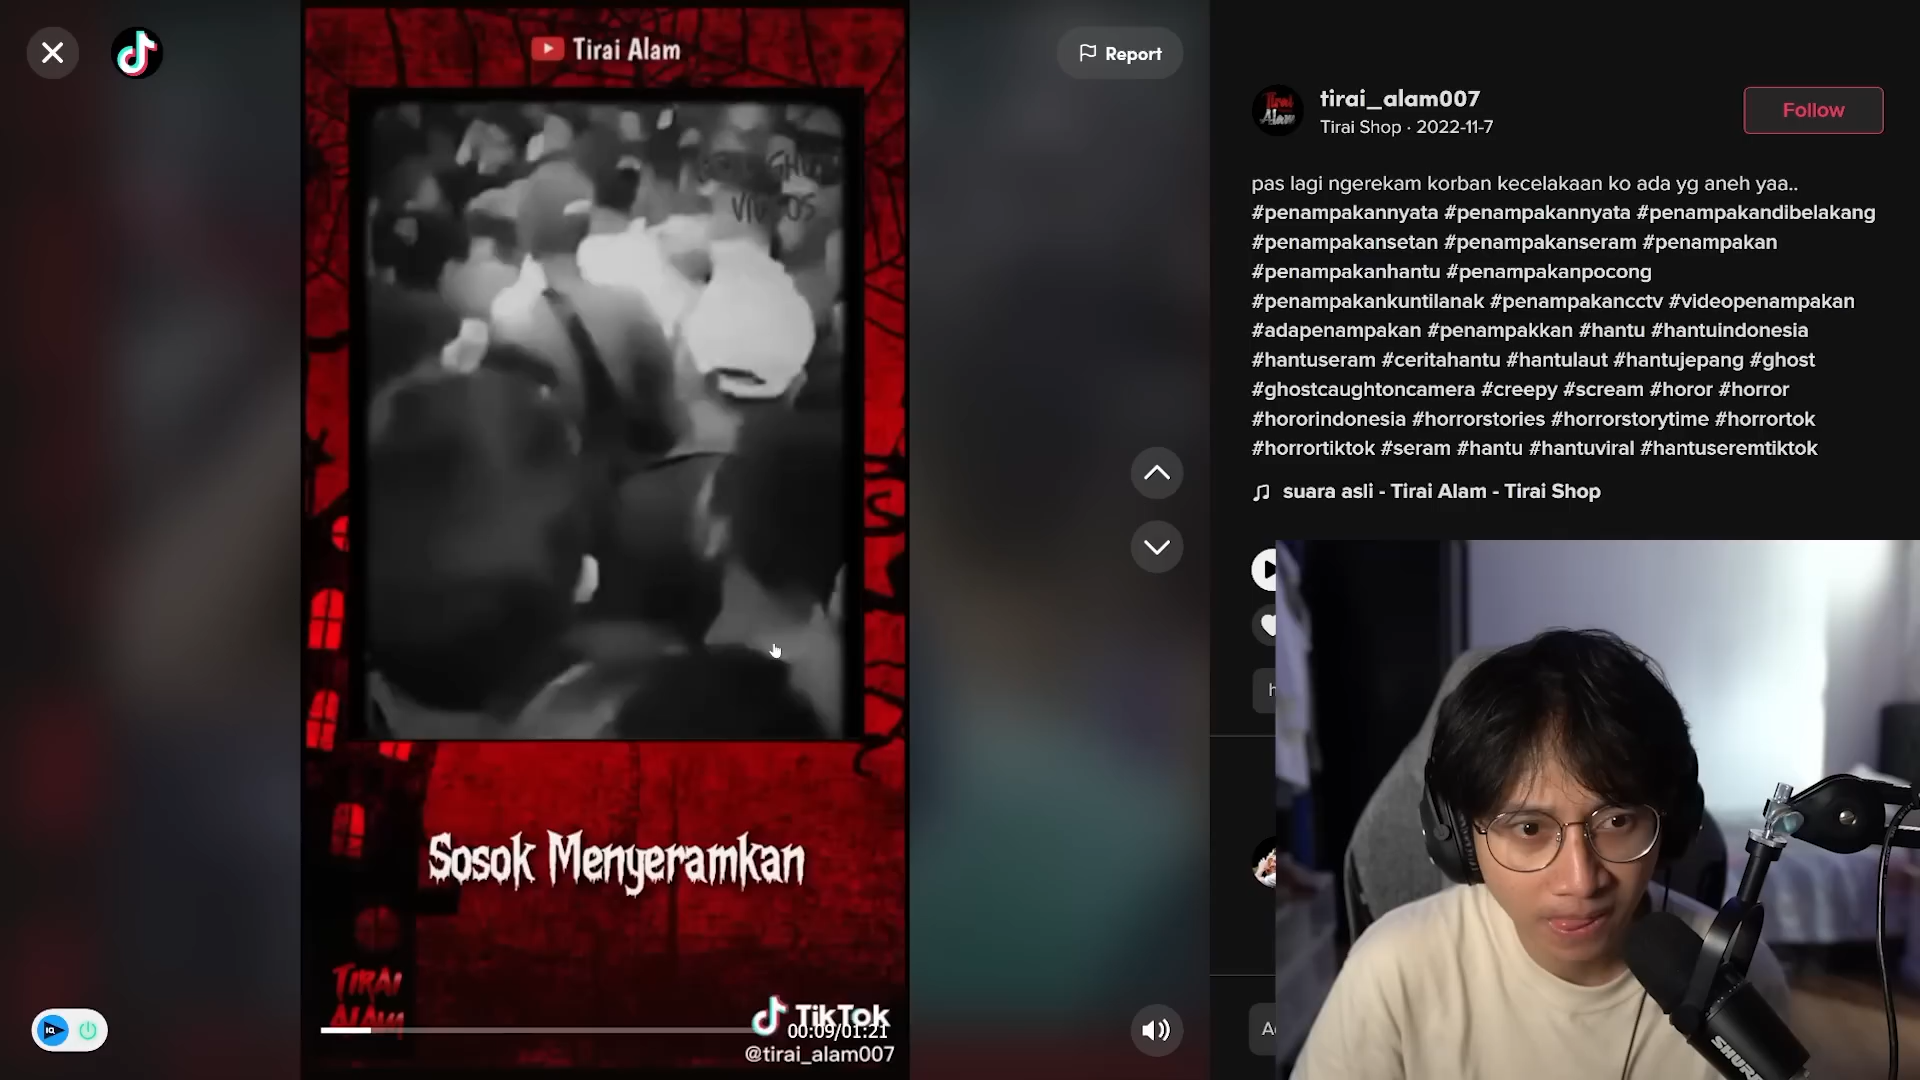 Tirai Alam
Report
VIDEOS
Sosok Menyeramkan
TIRAI
ALAM
TikTok
00:09/01:21
@tirai_alam007
tirai_alam007
Tirai Shop · 2022-11-7
Follow
pas lagi ngerekam korban kecelakaan ko ada yg aneh yaa..
#penampakannyata #penampakannyata #penampakandibelakang
#penampakansetan #penampakanseram #penampakan
#penampakanhantu #penampakanpocong
#penampakankuntilanak #penampakancctv #videopenampakan
#adapenampakan #penampakkan #hantu #hantuindonesia
#hantuseram #ceritahantu #hantulaut #hantujepang #ghost
#ghostcaughtoncamera #creepy #scream #horor #horror
#hororindonesia #horrorstories #horrorstorytime #horrortok
#horrortiktok #seram #hantu #hantuviral #hantuseremtiktok
suara asli - Tirai Alam - Tirai Shop
SHURE